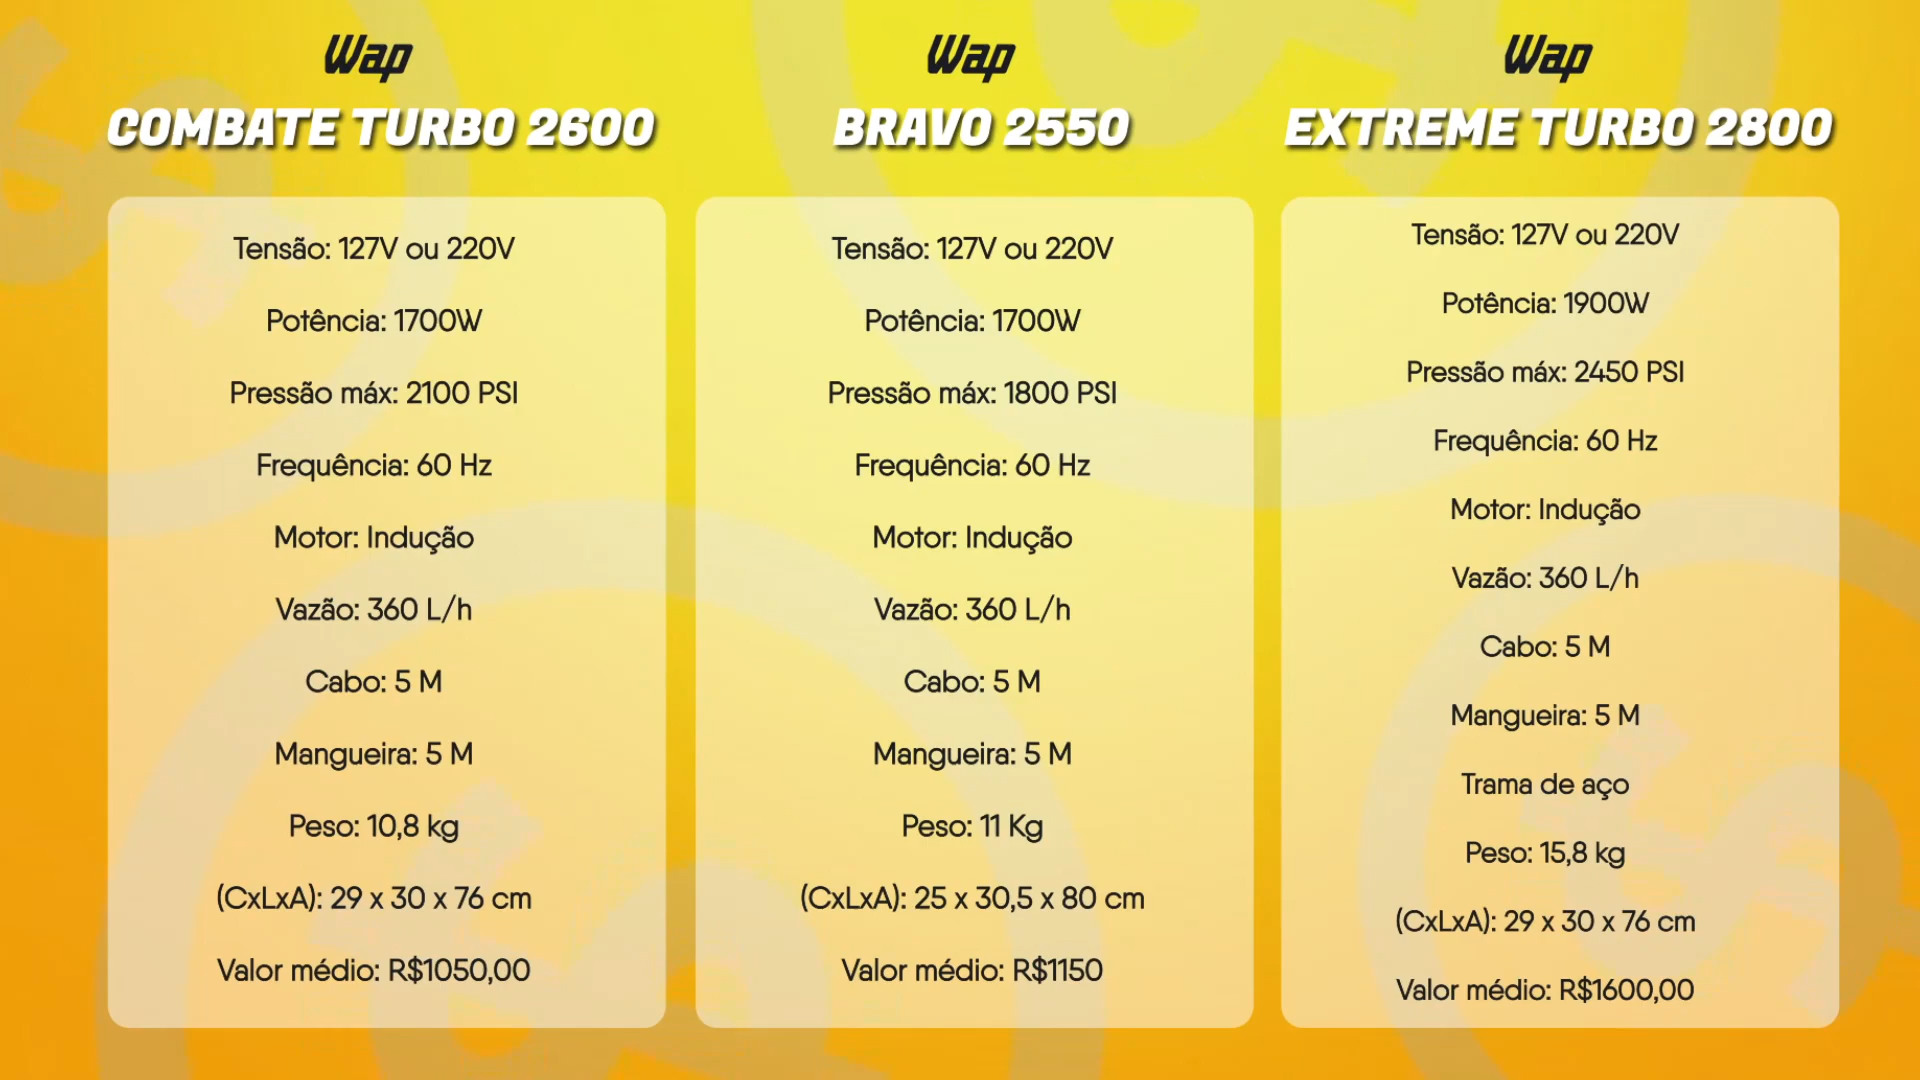 Wap
COMBATE TURBO 2600
Tensão: 127V ou 220V
Potência: 1700W
Pressão máx: 2100 PSI
Frequência: 60 Hz
Motor: Indução
Vazão: 360 L/h
Cabo: 5 M
Mangueira: 5 M
Peso: 10,8 kg
(CxLxA): 29 x 30 x 76 cm
Valor médio: R$1050,00
Wap
BRAVO 2550
Tensão: 127V ou 220V
Potência: 1700W
Pressão máx: 1800 PSI
Frequência: 60 Hz
Motor: Indução
Vazão: 360 L/h
Cabo: 5 M
Mangueira: 5 M
Peso: 11 Kg
(CxLxA): 25 x 30,5 x 80 cm
Valor médio: R$1150
Wap
EXTREME TURBO 2800
Tensão: 127V ou 220V
Potência: 1900W
Pressão máx: 2450 PSI
Frequência: 60 Hz
Motor: Indução
Vazão: 360 L/h
Cabo: 5 M
Mangueira: 5 M
Trama de aço
Peso: 15,8 kg
(CxLxA): 29 x 30 x 76 cm
Valor médio: R$1600,00